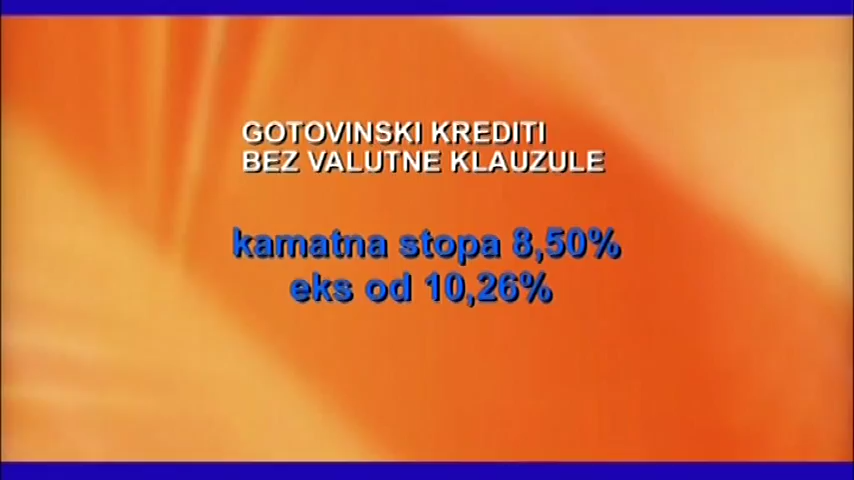 GOTOVINSKI KREDITI
BEZ VALUTNE KLAUZULE
kamatna stopa 8,50%
eks od 10,26%